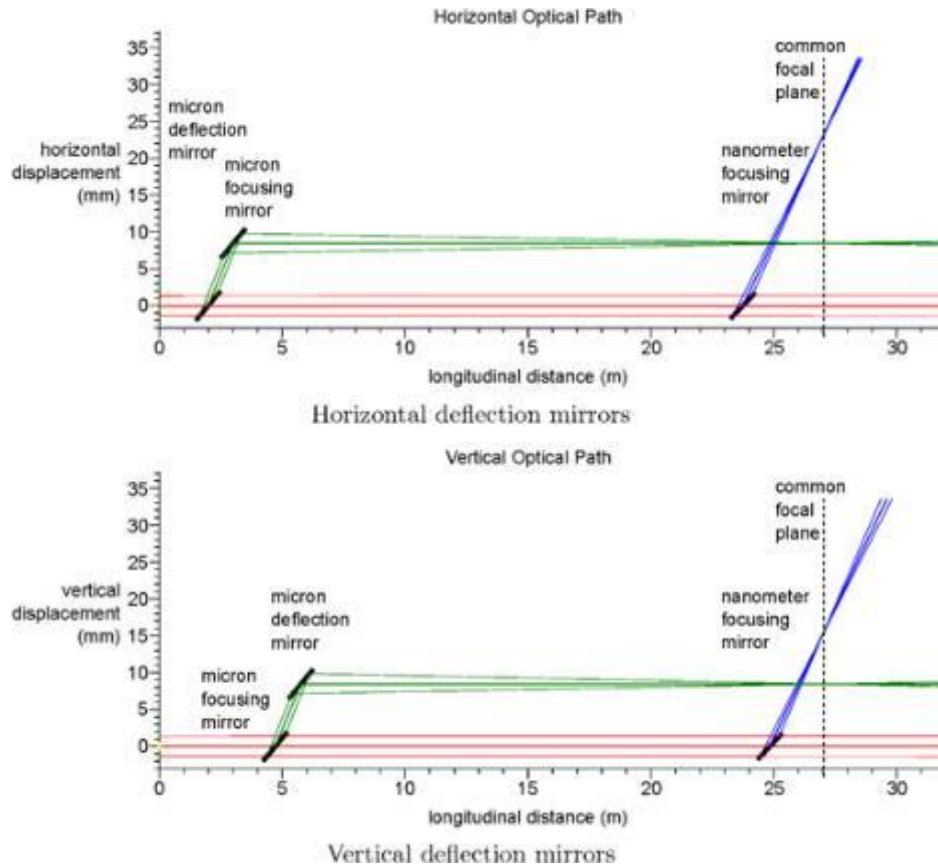 Horizontal Optical Path
35
30
25
20
15
10
5
0
horizontal
displacement
(mm)
micron
deflection
mirror
micron
focusing
mirror
nanometer
focusing
mirror
common
focal
plane
0 5 10 15 20 25 30
longitudinal distance (m)
Horizontal deflection mirrors
Vertical Optical Path
35
30
25
20
15
10
5
0
vertical
displacement
(mm)
micron
deflection
mirror
micron
focusing
mirror
nanometer
focusing
mirror
common
focal
plane
0 5 10 15 20 25 30
longitudinal distance (m)
Vertical deflection mirrors